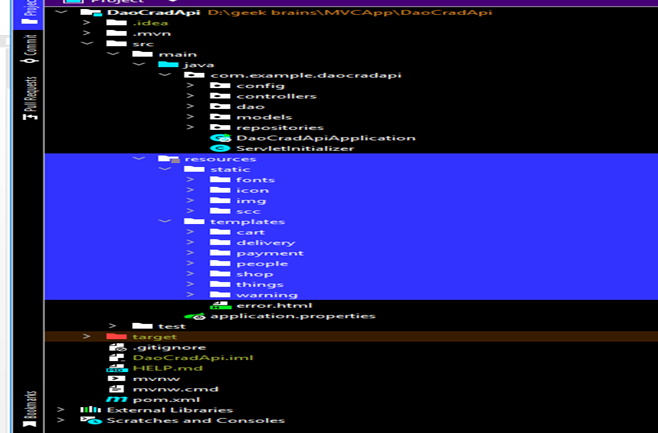 Project
DaoCradApi D:\geek brains\MVCApp\DaoCradApi
.idea
.mvn
src
main
java
com.example.daocradapi
config
controllers
dao
models
repositories
DaoCradApiApplication
ServletInitializer
resources
static
fonts
icon
img
scc
templates
cart
delivery
payment
people
shop
things
warning
error.html
application.properties
test
target
.gitignore
DaoCradApi.iml
HELP.md
mvnw
mvnw.cmd
pom.xml
External Libraries
Scratches and Consoles
Project
Commit
Pull Requests
Bookmarks